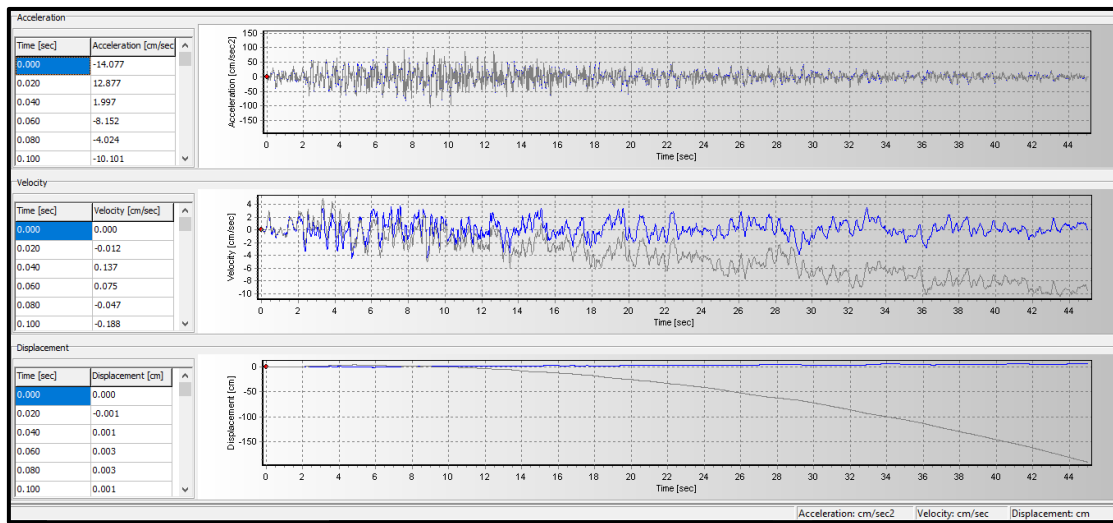 Acceleration
Time [sec] Acceleration [cm/sec
0.000 -14.077
0.020 12.877
0.040 1.997
0.060 -8.152
0.080 -4.024
0.100 -10.101
Acceleration [cm/sec2]
150
100
50
0
-50
-100
-150
0 2 4 6 8 10 12 14 16 18 20 22 24 26 28 30 32 34 36 38 40 42 44
Time [sec]
Velocity
Time [sec] Velocity [cm/sec]
0.000 0.000
0.020 -0.012
0.040 0.137
0.060 0.075
0.080 -0.047
0.100 -0.188
Velocity [cm/sec]
4
2
0
-2
-4
-6
-8
-10
0 2 4 6 8 10 12 14 16 18 20 22 24 26 28 30 32 34 36 38 40 42 44
Time [sec]
Displacement
Time [sec] Displacement [cm]
0.000 0.000
0.020 -0.001
0.040 0.001
0.060 0.003
0.080 0.003
0.100 0.001
Displacement [cm]
0
-50
-100
-150
0 2 4 6 8 10 12 14 16 18 20 22 24 26 28 30 32 34 36 38 40 42 44
Time [sec]
Acceleration: cm/sec2 Velocity: cm/sec Displacement: cm